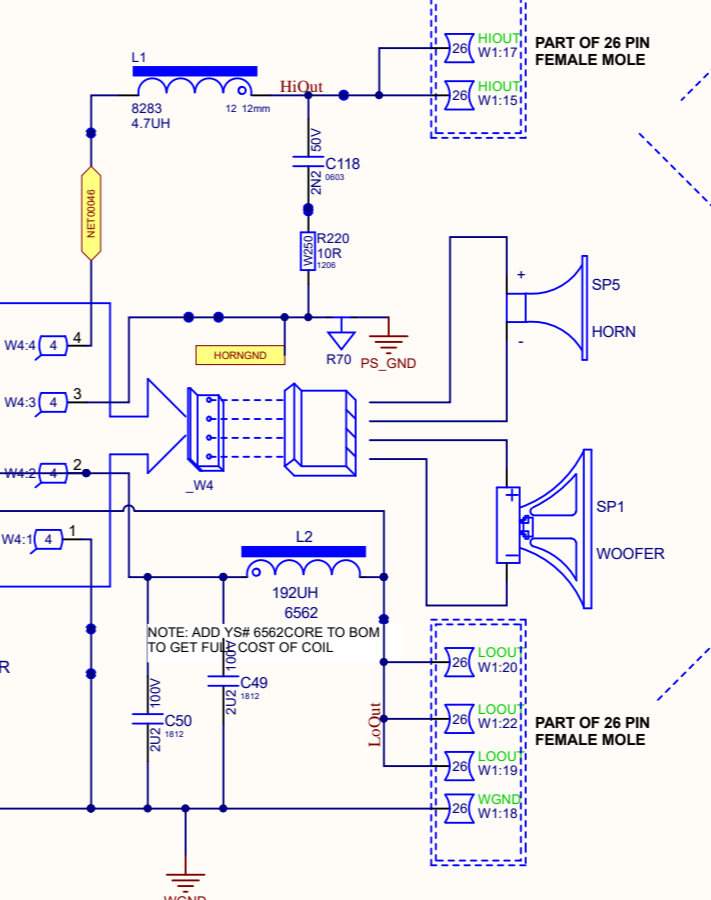 HIOUT
26
W1:17
PART OF 26 PIN
FEMALE MOLE
L1
HiOut
HIOUT
26
W1:15
8283
12 12mm
4.7UH
50V
C118
0603
2N2
NET00046
R220
W250
10R
1206
SP5
+
HORN
-
W4:4
4
4
HORNGND
R70
PS_GND
W4:3
4
3
W4:2
4
2
_W4
SP1
+
WOOFER
W4:1
4
1
L2
192UH
6562
NOTE: ADD YS# 6562CORE TO BOM
TO GET FULL COST OF COIL
R
100V
C49
1812
2U2
100V
C50
1812
2U2
LoOut
LOOUT
26
W1:20
LOOUT
26
W1:22
PART OF 26 PIN
FEMALE MOLE
LOOUT
26
W1:19
WGND
26
W1:18
WGND